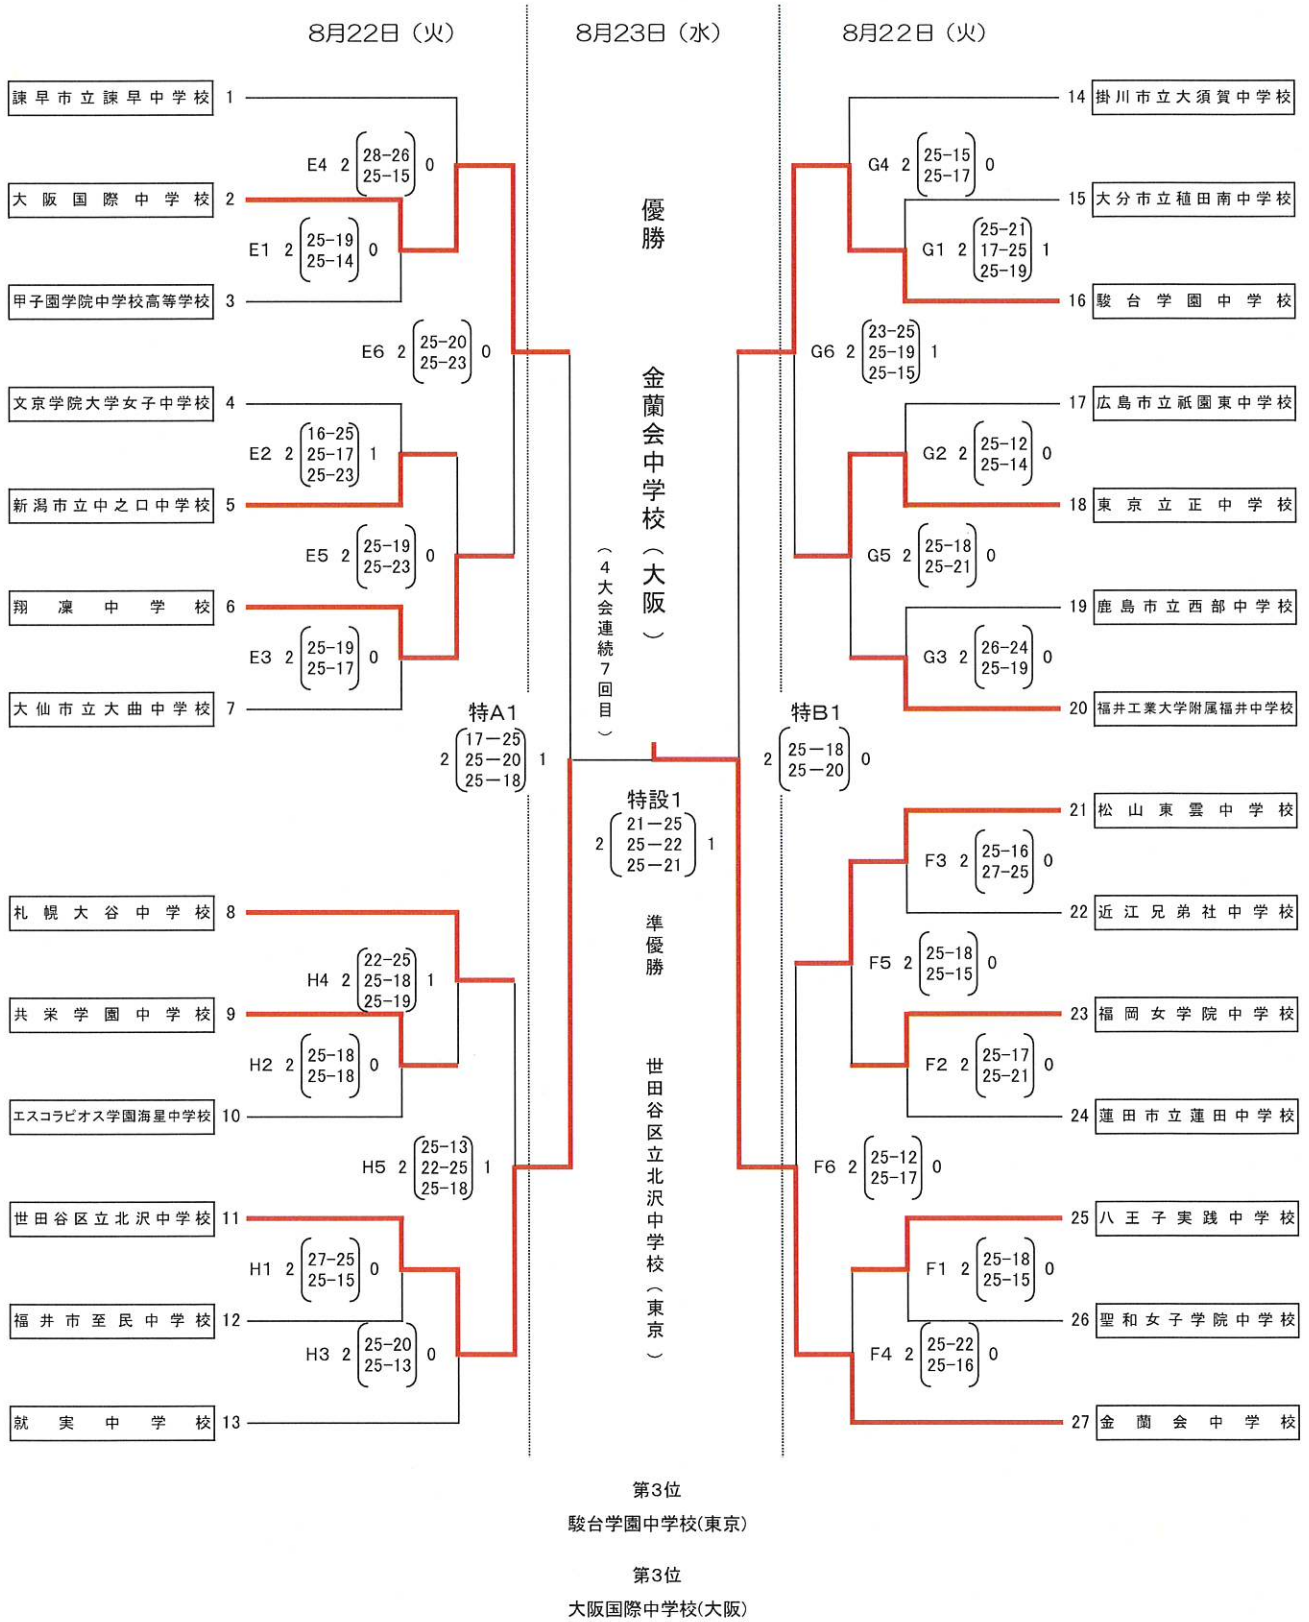 8月22日（火）
8月23日（水）
8月22日（火）
諫早市立諫早中学校 1
E4 2 28-26 0
25-15
大阪国際中学校 2
E1 2 25-19 0
25-14
甲子園学院中学校高等学校 3
E6 2 25-20 0
25-23
文京学院大学女子中学校 4
E2 2 16-25 1
25-17
25-23
新潟市立中之口中学校 5
E5 2 25-19 0
25-23
翔凜中学校 6
E3 2 25-19 0
25-17
大仙市立大曲中学校 7
特A1
2 17-25 1
25-20
25-18
札幌大谷中学校 8
H4 2 22-25 1
25-18
25-19
共栄学園中学校 9
H2 2 25-18 0
25-18
エスコラピオス学園海星中学校 10
H5 2 25-13 1
22-25
25-18
世田谷区立北沢中学校 11
H1 2 27-25 0
25-15
福井市至民中学校 12
H3 2 25-20 0
25-13
就実中学校 13
優勝
金蘭会中学校（大阪）
（4大会連続7回目）
特設1
2 21-25 1
25-22
25-21
準優勝
世田谷区立北沢中学校（東京）
14 掛川市立大須賀中学校
G4 2 25-15 0
25-17
15 大分市立稙田南中学校
G1 2 25-21 1
17-25
25-19
16 駿台学園中学校
G6 2 23-25 1
25-19
25-15
17 広島市立祇園東中学校
G2 2 25-12 0
25-14
18 東京立正中学校
G5 2 25-18 0
25-21
19 鹿島市立西部中学校
G3 2 26-24 0
25-19
20 福井工業大学附属福井中学校
特B1
2 25-18 0
25-20
21 松山東雲中学校
F3 2 25-16 0
27-25
22 近江兄弟社中学校
F5 2 25-18 0
25-15
23 福岡女学院中学校
F2 2 25-17 0
25-21
24 蓮田市立蓮田中学校
F6 2 25-12 0
25-17
25 八王子実践中学校
F1 2 25-18 0
25-15
26 聖和女子学院中学校
F4 2 25-22 0
25-16
27 金蘭会中学校
第3位
駿台学園中学校(東京)
第3位
大阪国際中学校(大阪)